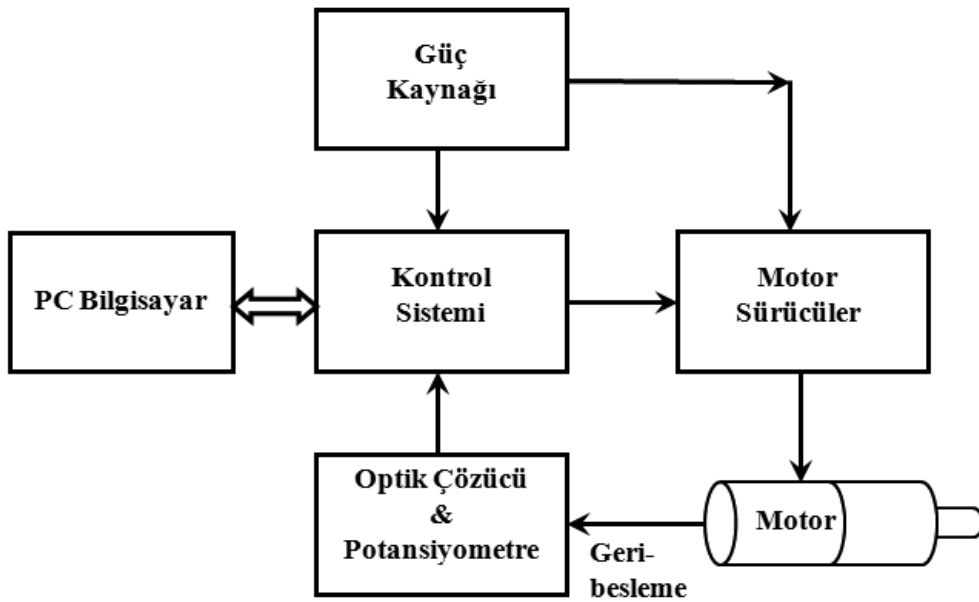 Güç
Kaynağı
PC Bilgisayar
Kontrol
Sistemi
Motor
Sürücüler
Optik Çözücü
&
Potansiyometre
Geri-
besleme
Motor